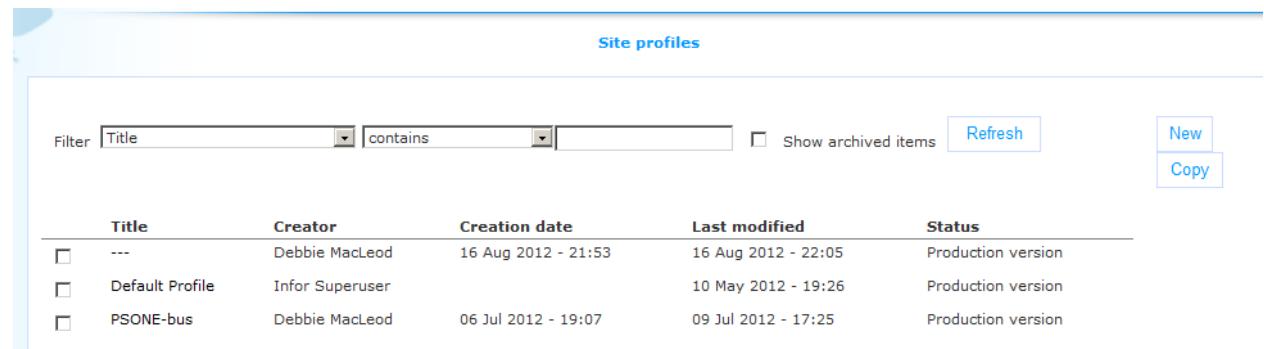 Site profiles
Filter Title contains Show archived items Refresh New
Copy
Title Creator Creation date Last modified Status
--- Debbie MacLeod 16 Aug 2012 - 21:53 16 Aug 2012 - 22:05 Production version
Default Profile Infor Superuser 10 May 2012 - 19:26 Production version
PSONE-bus Debbie MacLeod 06 Jul 2012 - 19:07 09 Jul 2012 - 17:25 Production version